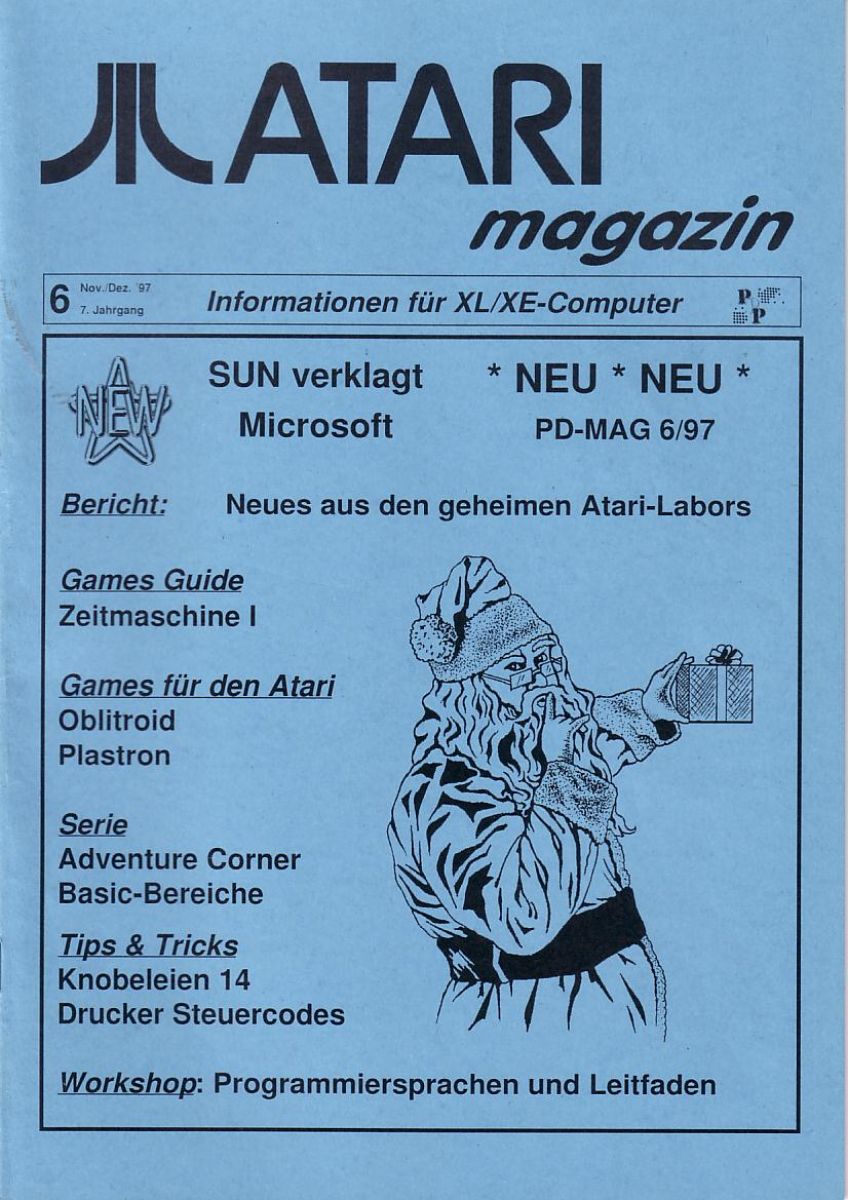 ATARI
magazin
6 Nov./Dez. '97
7. Jahrgang
Informationen für XL/XE-Computer
PD
P
A
NEW
SUN verklagt
Microsoft
* NEU * NEU *
PD-MAG 6/97
Bericht: Neues aus den geheimen Atari-Labors
Games Guide
Zeitmaschine I
Games für den Atari
Oblitroid
Plastron
Serie
Adventure Corner
Basic-Bereiche
Tips & Tricks
Knobeleien 14
Drucker Steuercodes
Workshop: Programmiersprachen und Leitfaden